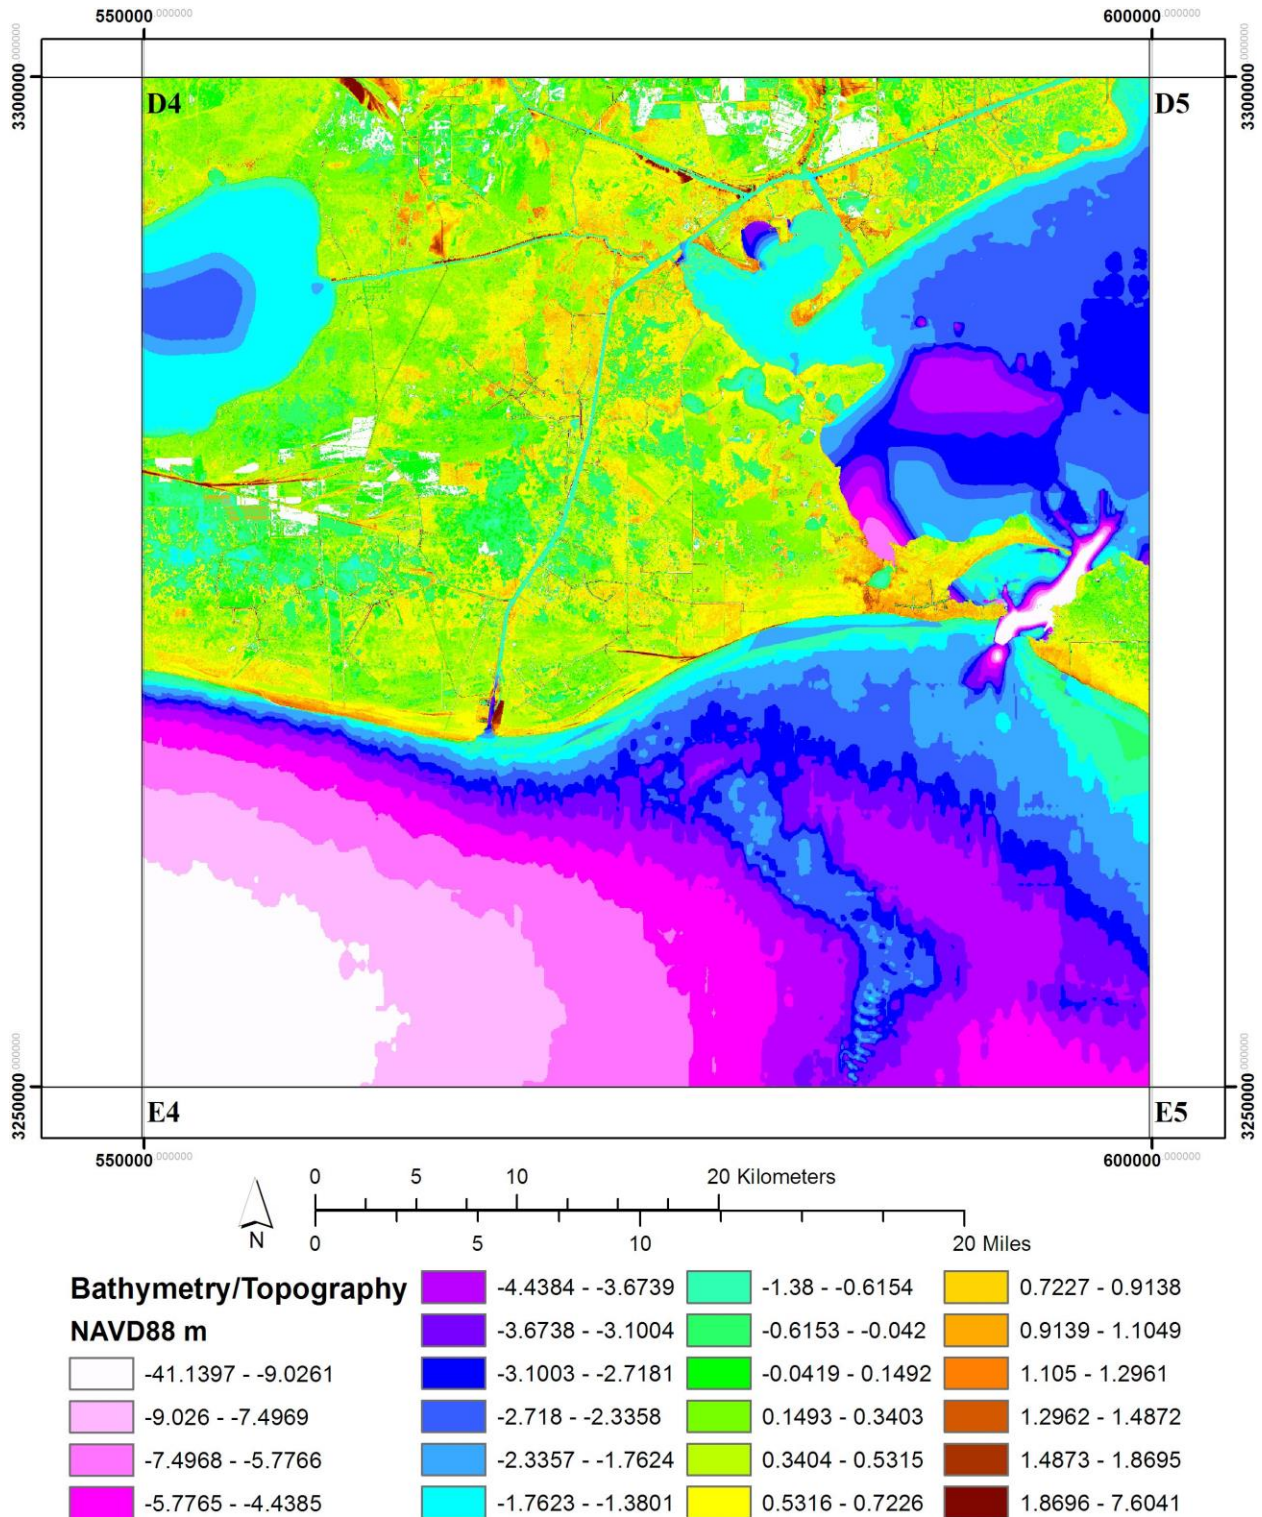 550000.000000 600000.000000
3300000.000000 3300000.000000
D4 D5
3250000.000000 3250000.000000
E4 E5
550000.000000 600000.000000
0 5 10 20 Kilometers
N
0 5 10 20 Miles
Bathymetry/Topography
NAVD88 m
-41.1397 - -9.0261
-9.026 - -7.4969
-7.4968 - -5.7766
-5.7765 - -4.4385
-4.4384 - -3.6739
-3.6738 - -3.1004
-3.1003 - -2.7181
-2.718 - -2.3358
-2.3357 - -1.7624
-1.7623 - -1.3801
-1.38 - -0.6154
-0.6153 - -0.042
-0.0419 - 0.1492
0.1493 - 0.3403
0.3404 - 0.5315
0.5316 - 0.7226
0.7227 - 0.9138
0.9139 - 1.1049
1.105 - 1.2961
1.2962 - 1.4872
1.4873 - 1.8695
1.8696 - 7.6041